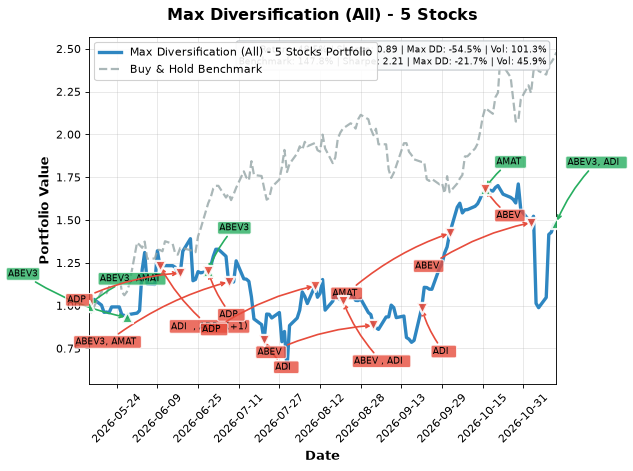 Max Diversification (All) - 5 Stocks
Max Diversification (All) - 5 Stocks Portfolio
Buy & Hold Benchmark
0.89 | Max DD: -54.5% | Vol: 101.3%
Benchmark: 147.8% | Sharpe: 2.21 | Max DD: -21.7% | Vol: 45.9%
Portfolio Value
2.50
2.25
2.00
1.75
1.50
1.25
1.00
0.75
AMAT
ABEV3, ADI
ABEV
ABEV3
ABEV
ABEV3
ABEV3, AMAT
ADP
AMAT
ADP
ADI
ADP
+1)
ABEV3, AMAT
ABEV
ADI
ABEV , ADI
ADI
2026-05-24
2026-06-09
2026-06-25
2026-07-11
2026-07-27
2026-08-12
2026-08-28
2026-09-13
2026-09-29
2026-10-15
2026-10-31
Date